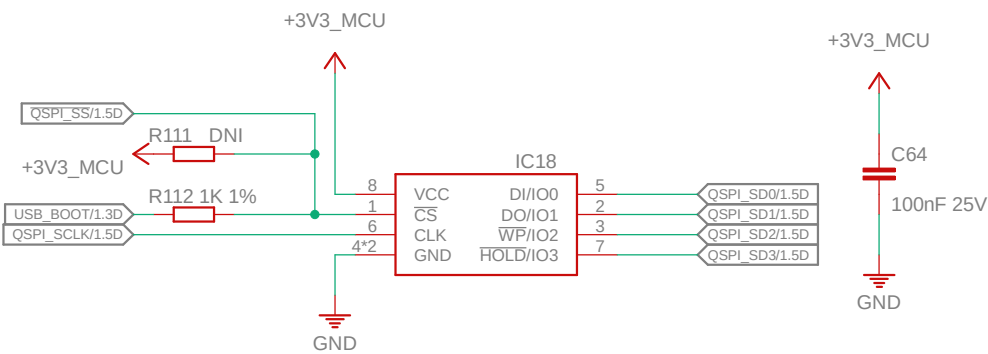 +3V3_MCU
+3V3_MCU
QSPI_SS/1.5D
R111 DNI
+3V3_MCU
IC18
C64
R112 1K 1%
8 VCC DI/IO0 5 QSPI_SD0/1.5D
100nF 25V
USB_BOOT/1.3D 1 CS DO/IO1 2 QSPI_SD1/1.5D
QSPI_SCLK/1.5D 6 CLK WP/IO2 3 QSPI_SD2/1.5D
4*2 GND HOLD/IO3 7 QSPI_SD3/1.5D
GND
GND